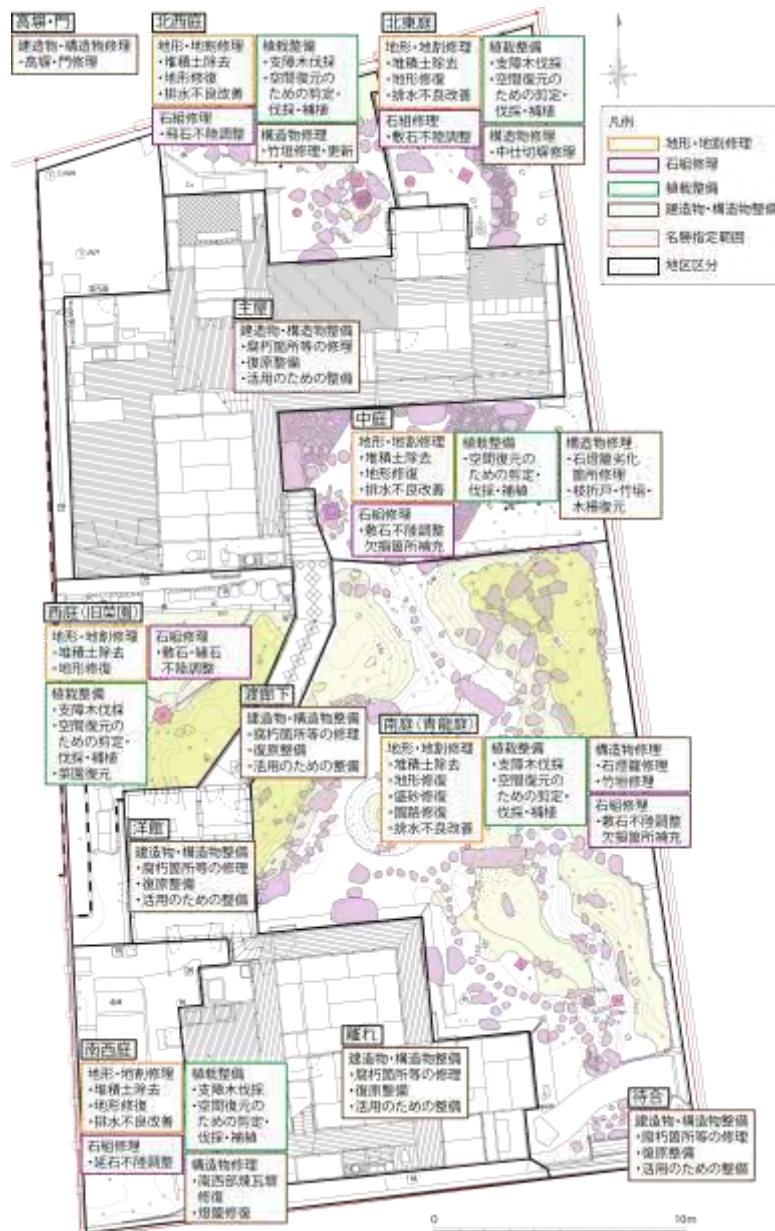 高塀・門
建造物・構造物修理
・高塀・門修理
北西庭
地形・地割修理
・堆積土除去
・地形修復
・排水不良改善
植栽整備
・支障木伐採
・空間復元の
ための剪定・
伐採・補植
石組修理
・飛石不陸調整
構造物修理
・竹垣修理・更新
北東庭
地形・地割修理
・堆積土除去
・地形修復
・排水不良改善
植栽整備
・支障木伐採
・空間復元の
ための剪定・
伐採・補植
石組修理
・敷石不陸調整
構造物修理
・中仕切塀修理
凡例
地形・地割修理
石組修理
植栽整備
建造物・構造物整備
名勝指定範囲
地区区分
主屋
建造物・構造物整備
・腐朽箇所等の修理
・復原整備
・活用のための整備
中庭
地形・地割修理
・堆積土除去
・地形修復
・排水不良改善
植栽整備
・空間復元の
ための剪定・
伐採・補植
構造物修理
・石燈籠劣化
箇所修理
・枝折戸・竹垣・
木柵復元
石組修理
・敷石不陸調整
欠損箇所補充
西庭(旧菜園)
地形・地割修理
・堆積土除去
・地形修復
石組修理
・敷石・縁石
不陸調整
植栽整備
・支障木伐採
・空間復元の
ための剪定・
伐採・補植
・菜園復元
渡廊下
建造物・構造物整備
・腐朽箇所等の修理
・復原整備
・活用のための整備
南庭(青龍庭)
地形・地割修理
・堆積土除去
・地形修復
・盛砂修復
・園路修復
・排水不良改善
植栽整備
・支障木伐採
・空間復元の
ための剪定・
伐採・補植
構造物修理
・石燈籠修理
・竹垣修理
石組修理
・敷石不陸調整
欠損箇所補充
洋館
建造物・構造物整備
・腐朽箇所等の修理
・復原整備
・活用のための整備
南西庭
地形・地割修理
・堆積土除去
・地形修復
・排水不良改善
植栽整備
・支障木伐採
・空間復元の
ための剪定・
伐採・補植
石組修理
・延石不陸調整
構造物修理
・南西部煉瓦塀
修復
・燈籠修復
離れ
建造物・構造物整備
・腐朽箇所等の修理
・復原整備
・活用のための整備
待合
建造物・構造物整備
・腐朽箇所等の修理
・復原整備
・活用のための整備
0
10m